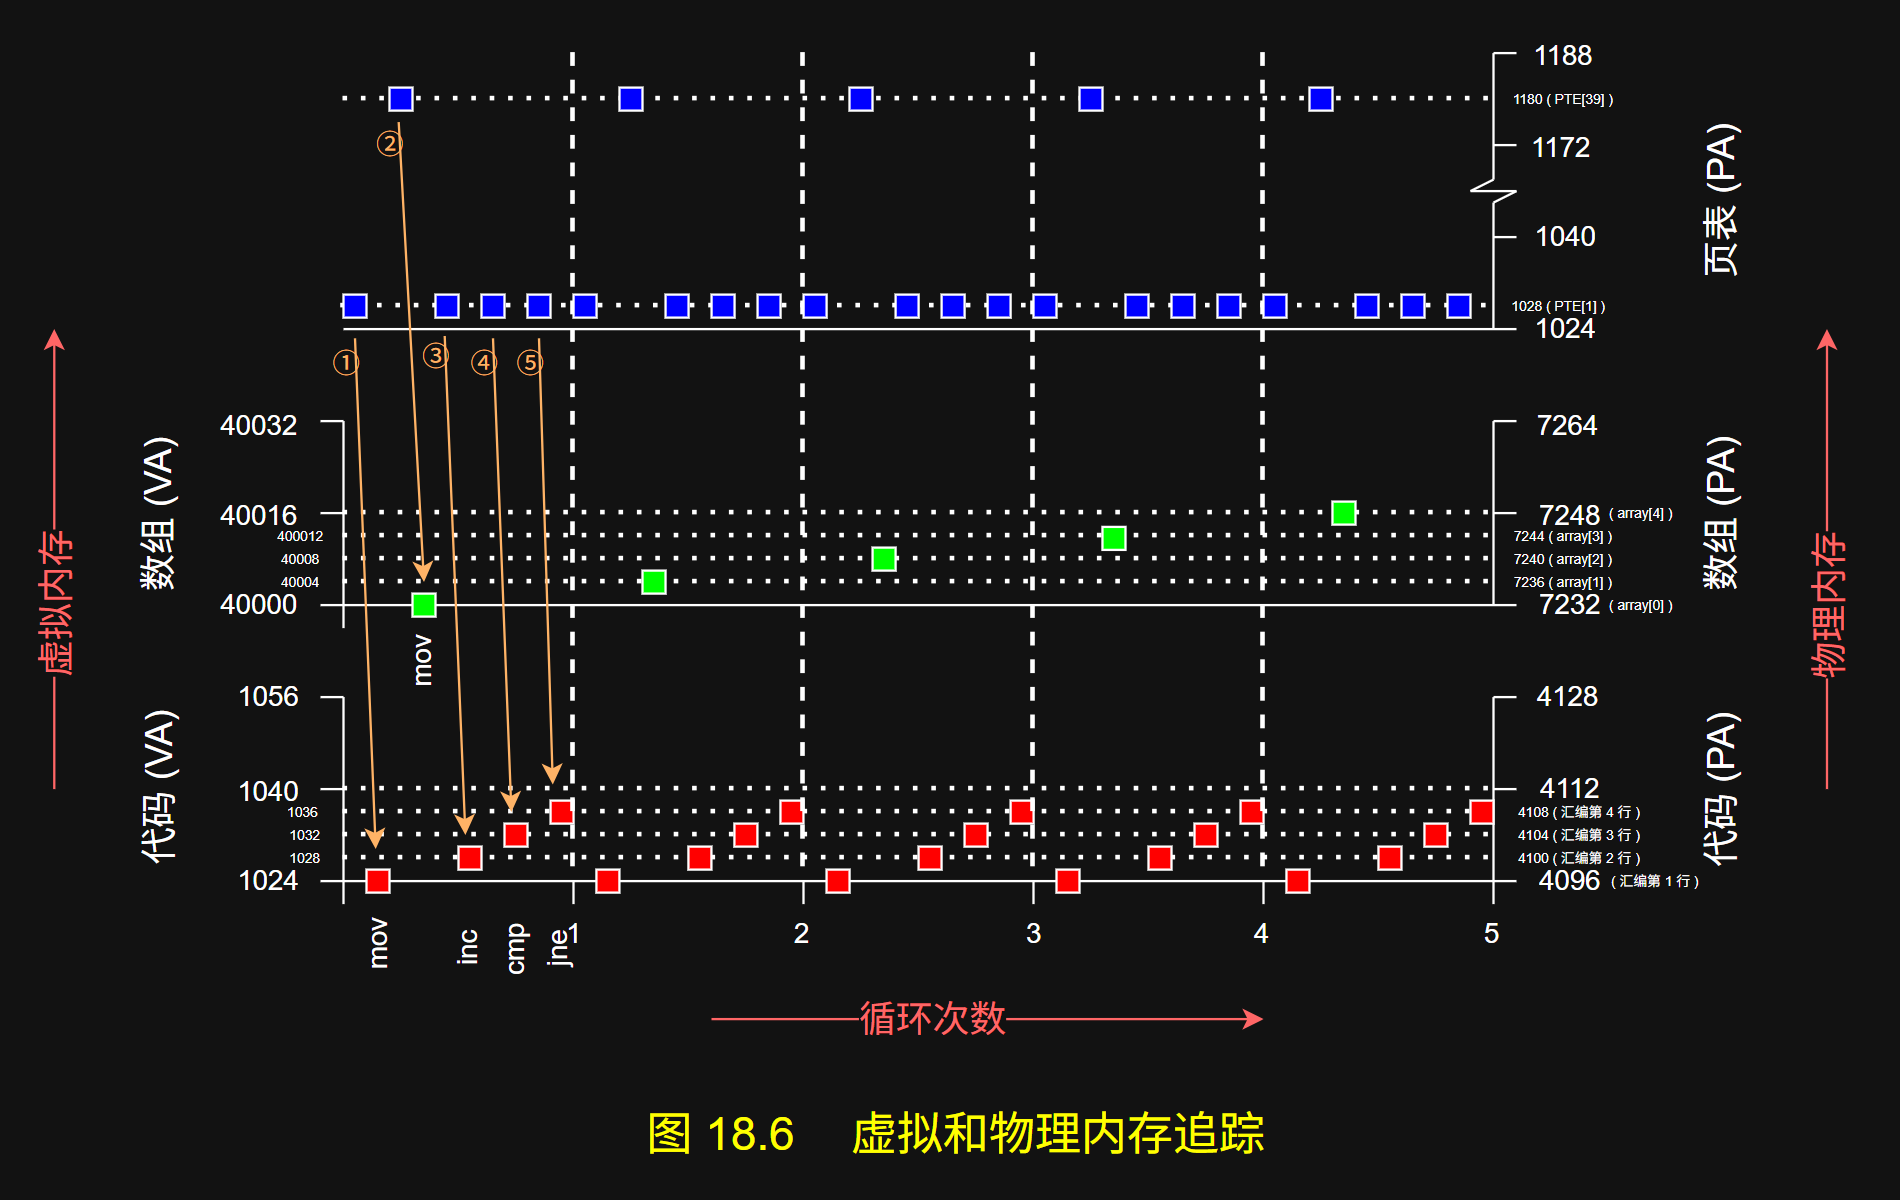 1188
1180 ( PTE[39] )
②
1172
页表 (PA)
1040
1028 ( PTE[1] )
1024
①
③
④
⑤
40032
7264
数组 (VA)
数组 (PA)
40016
7248 ( array[4] )
400012
7244 ( array[3] )
40008
7240 ( array[2] )
40004
7236 ( array[1] )
40000
7232 ( array[0] )
虚拟内存
物理内存
mov
1056
4128
代码 (VA)
代码 (PA)
1040
4112
1036
4108 ( 汇编第 4 行 )
1032
4104 ( 汇编第 3 行 )
1028
4100 ( 汇编第 2 行 )
1024
4096 ( 汇编第 1 行 )
mov
inc
cmp
jne
1
2
3
4
5
循环次数
图 18.6 虚拟和物理内存追踪